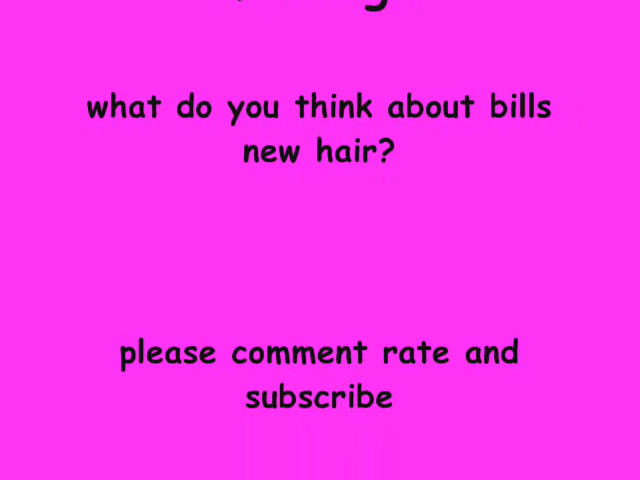 what do you think about bills
new hair?
please comment rate and
subscribe